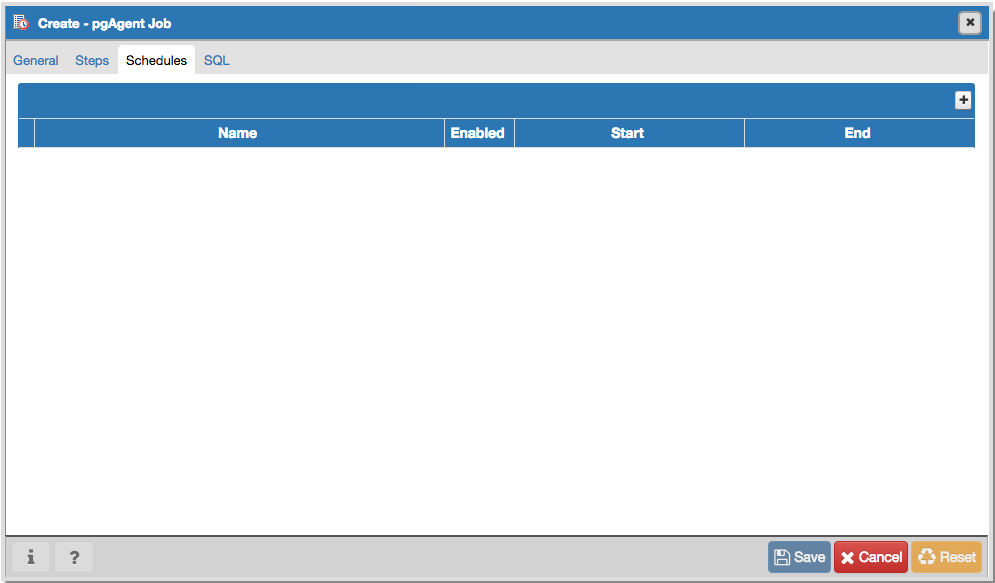 Create - pgAgent Job
General Steps Schedules SQL
Name Enabled Start End
i ? Save Cancel Reset